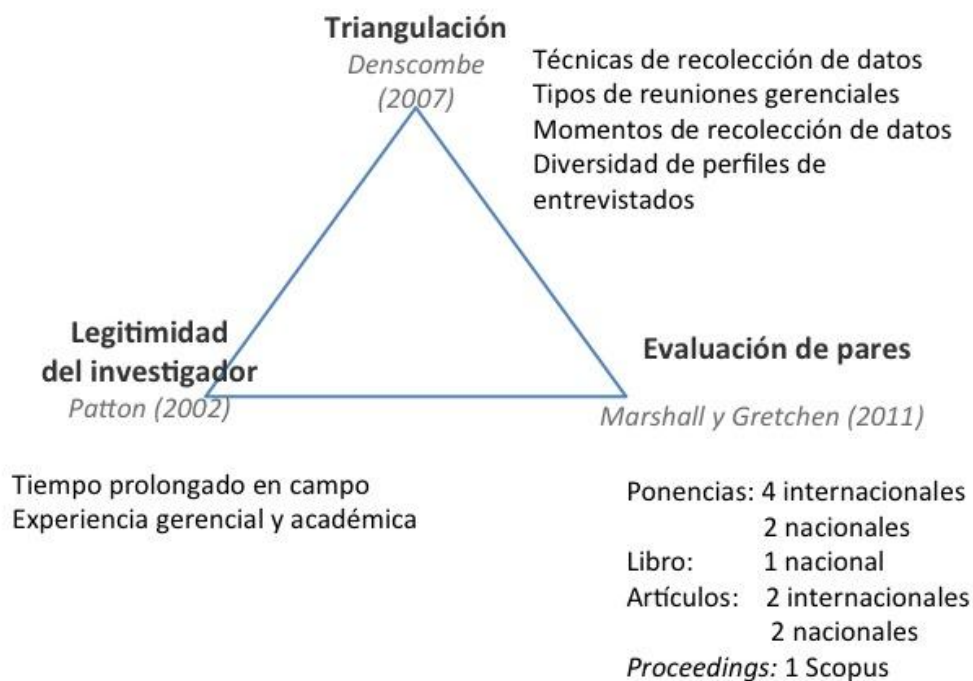 Triangulación
Denscombe
(2007)
Técnicas de recolección de datos
Tipos de reuniones gerenciales
Momentos de recolección de datos
Diversidad de perfiles de
entrevistados
Legitimidad
del investigador
Patton (2002)
Tiempo prolongado en campo
Experiencia gerencial y académica
Evaluación de pares
Marshall y Gretchen (2011)
Ponencias: 4 internacionales
2 nacionales
Libro: 1 nacional
Artículos: 2 internacionales
2 nacionales
Proceedings: 1 Scopus